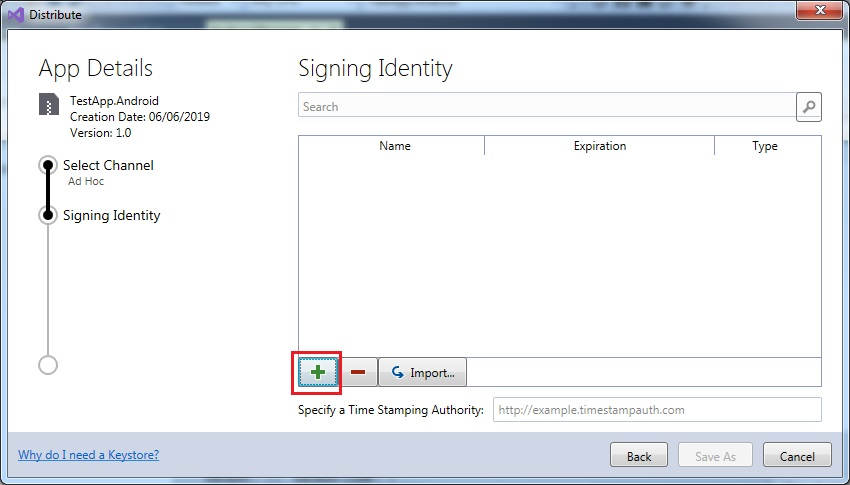 Distribute
App Details
TestApp.Android
Creation Date: 06/06/2019
Version: 1.0
Select Channel
Ad Hoc
Signing Identity
Signing Identity
Search
Name Expiration Type
Import...
Specify a Time Stamping Authority: http://example.timestampauth.com
Why do I need a Keystore?
Back Save As Cancel